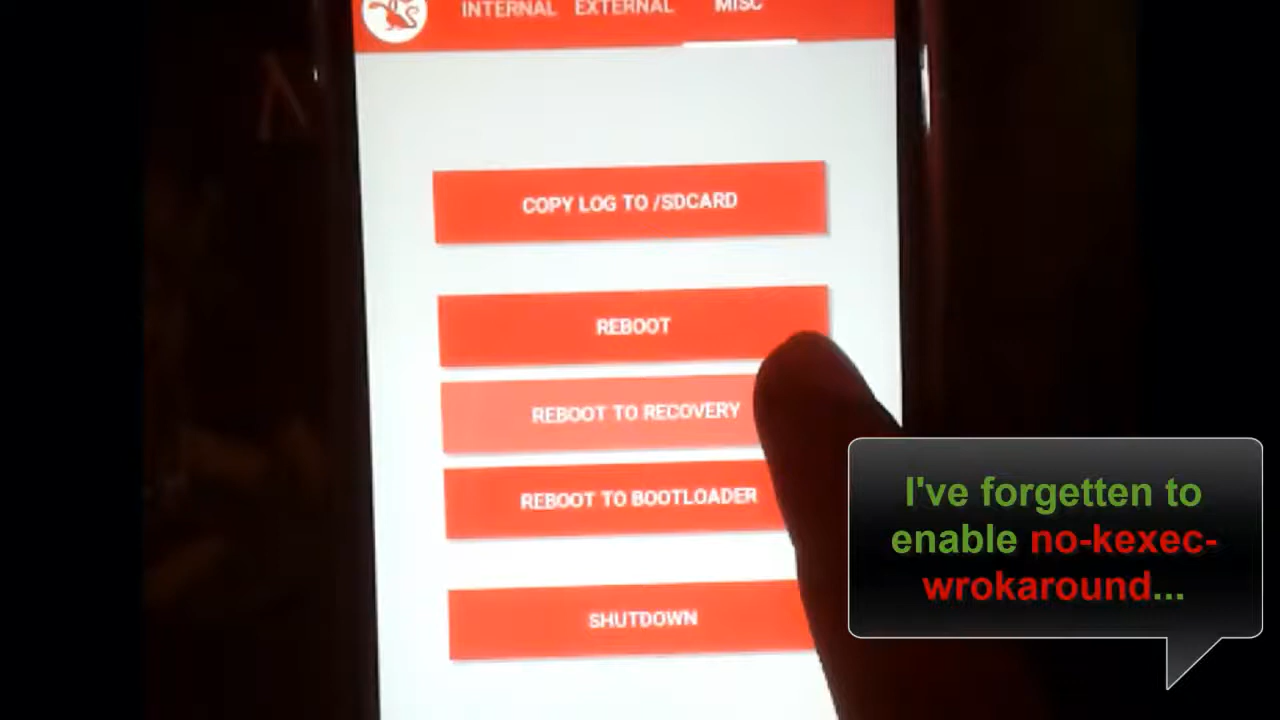 INTERNAL EXTERNAL MISC
COPY LOG TO /SDCARD
REBOOT
REBOOT TO RECOVERY
REBOOT TO BOOTLOADER
SHUTDOWN
I've forgetten to
enable no-kexec-
wrokaround...